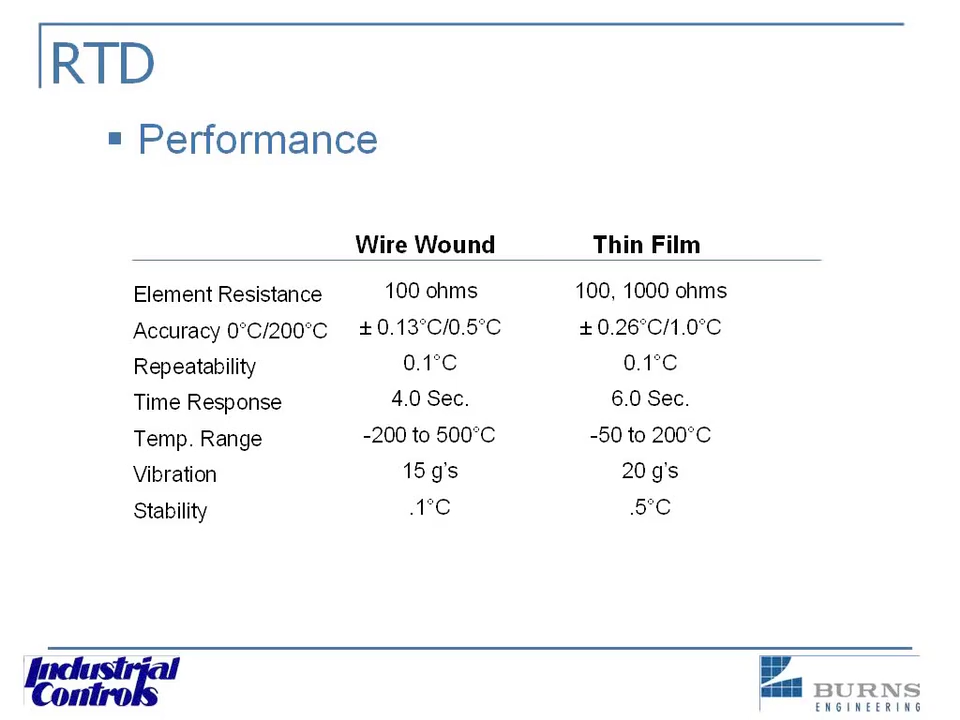 RTD
▪ Performance
Wire Wound Thin Film
Element Resistance 100 ohms 100, 1000 ohms
Accuracy 0°C/200°C ± 0.13°C/0.5°C ± 0.26°C/1.0°C
Repeatability 0.1°C 0.1°C
Time Response 4.0 Sec. 6.0 Sec.
Temp. Range -200 to 500°C -50 to 200°C
Vibration 15 g's 20 g's
Stability .1°C .5°C
Industrial
Controls
BURNS
ENGINEERING